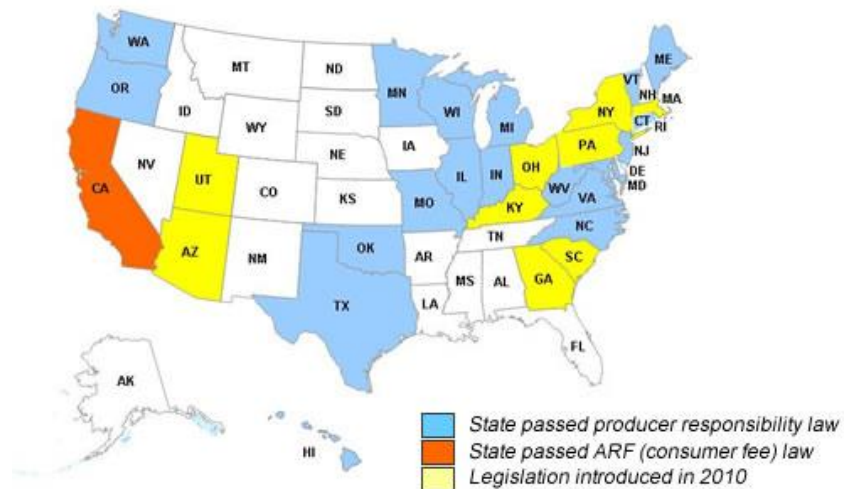 WA
MT
ND
MN
ME
VT
NH
MA
OR
ID
SD
WI
MI
NY
CT
RI
WY
IA
PA
NJ
NE
OH
DE
MD
NV
UT
IL
IN
WV
VA
CA
CO
KS
MO
KY
NC
AZ
NM
OK
AR
TN
SC
MS
AL
GA
TX
LA
FL
AK
HI
State passed producer responsibility law
State passed ARF (consumer fee) law
Legislation introduced in 2010